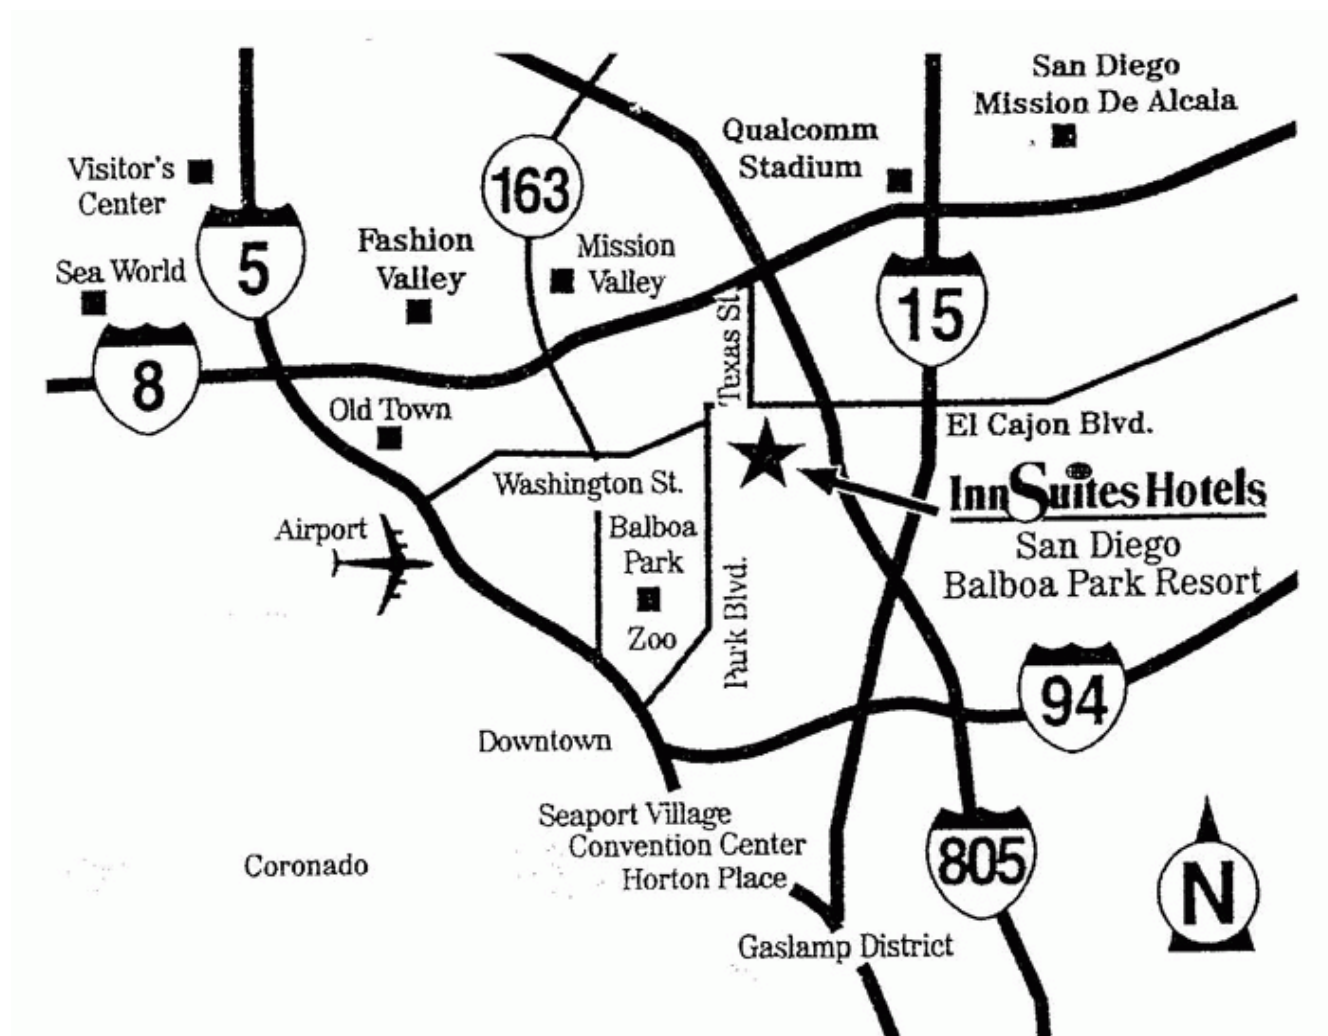 San Diego
Mission De Alcala
Qualcomm
Stadium
Visitor's
Center
163
Fashion
Valley
Mission
Valley
Sea World
5
15
8
Texas St.
Old Town
El Cajon Blvd.
Washington St.
InnSuites Hotels
San Diego
Balboa Park Resort
Airport
Balboa
Park
Zoo
Park Blvd.
94
Downtown
Seaport Village
Convention Center
Horton Place
Coronado
805
N
Gaslamp District